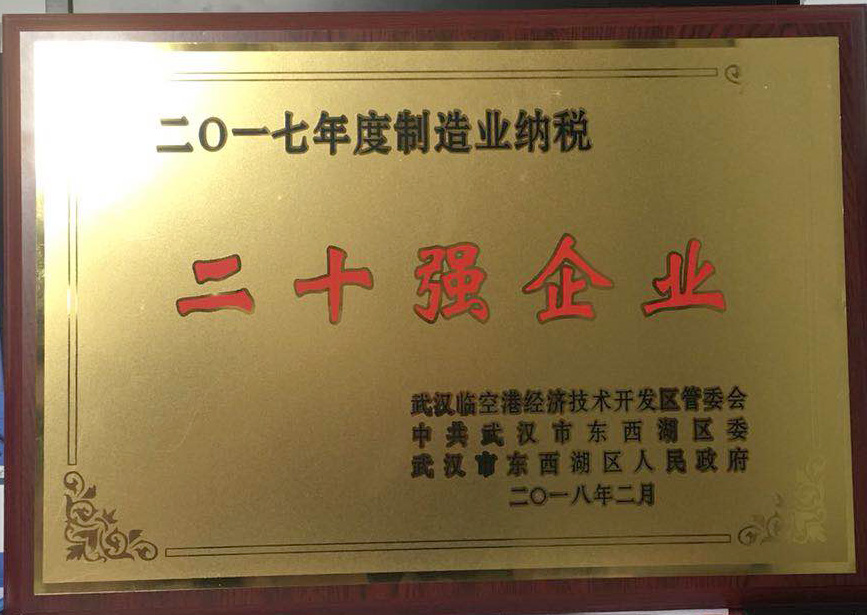 二〇一七年度制造业纳税
二十强企业
武汉临空港经济技术开发区管委会
中共武汉市东西湖区委
武汉市东西湖区人民政府
二〇一八年二月